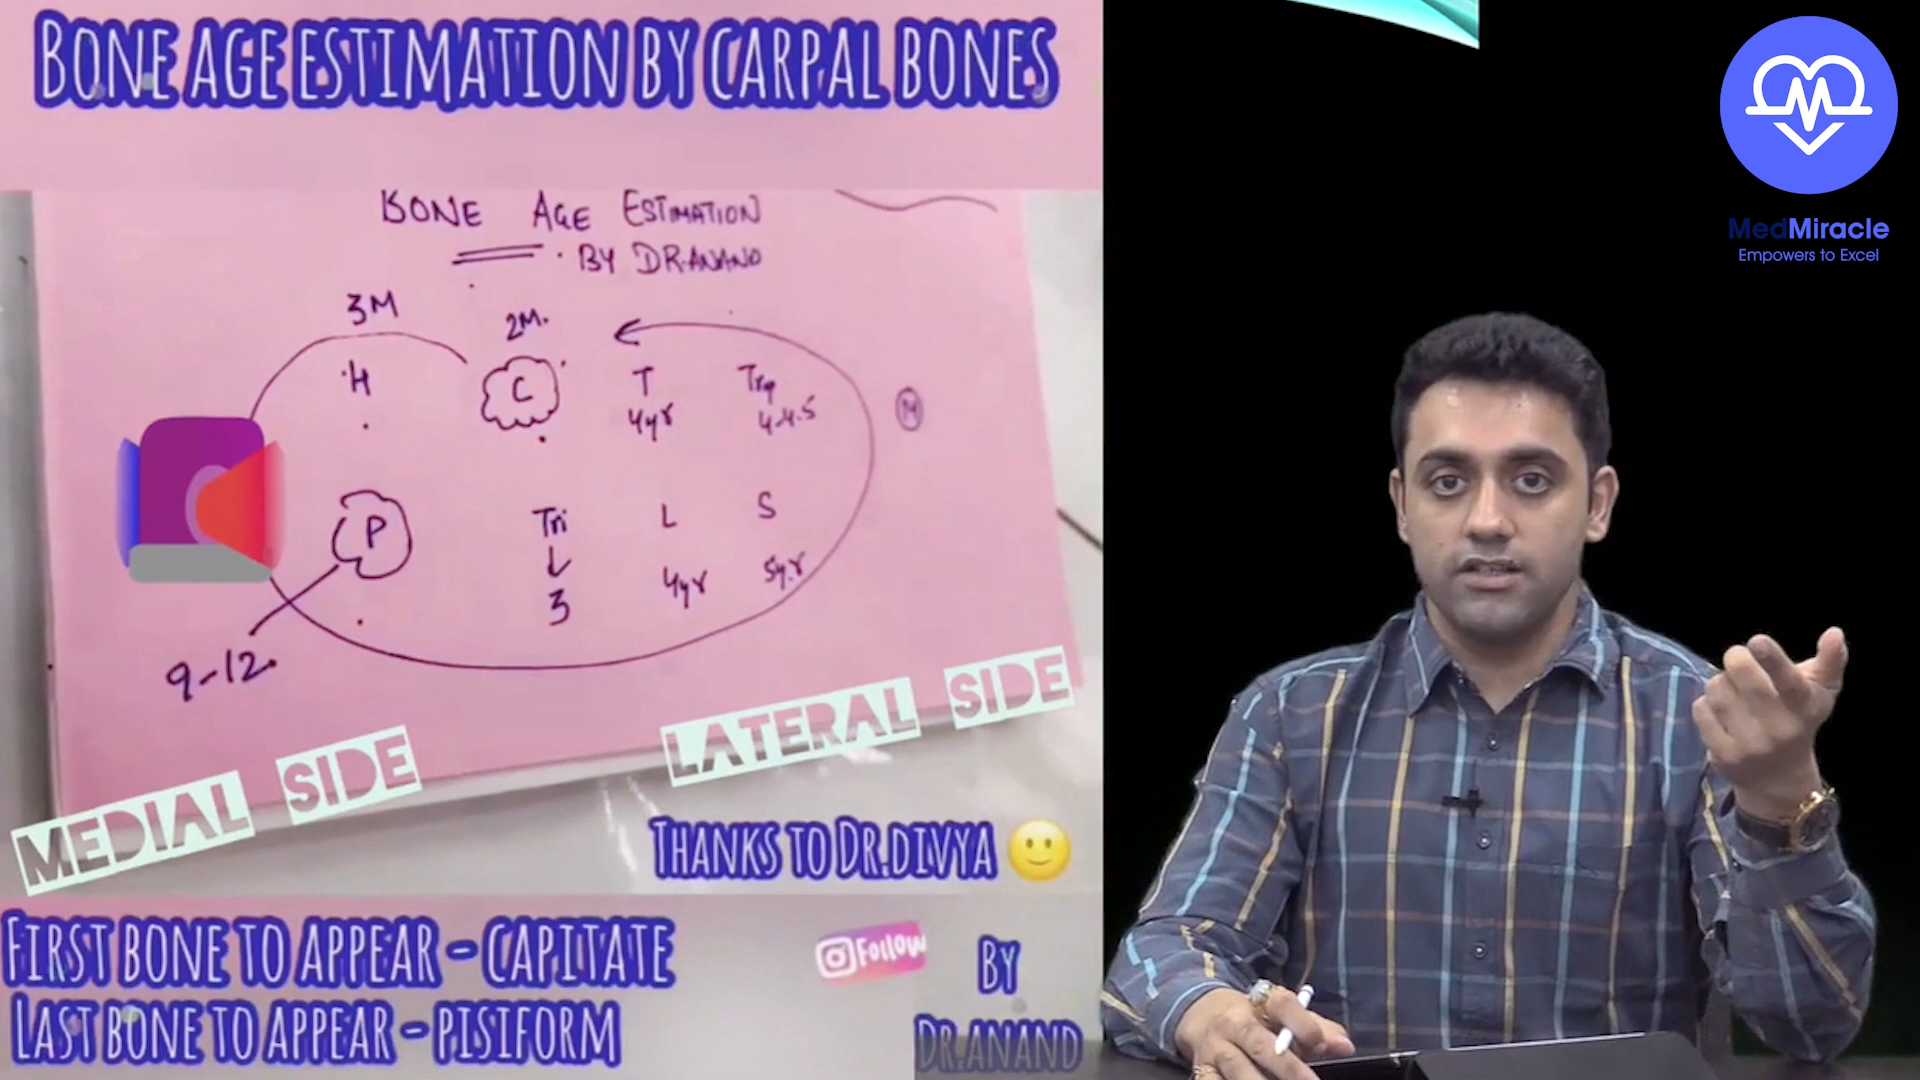 BONE AGE ESTIMATION BY CARPAL BONES
BONE AGE ESTIMATION
BY DR.ANAND
3M
2M.
H
C
T
Trp
4yr
4-4.5
M
P
Tri
L
S
3
4yr
5y.r
9-12.
MEDIAL SIDE
LATERAL SIDE
THANKS TO DR.DIVYA
FIRST BONE TO APPEAR - CAPITATE
LAST BONE TO APPEAR - PISIFORM
Follow
BY
DR.ANAND
MedMiracle
Empowers to Excel